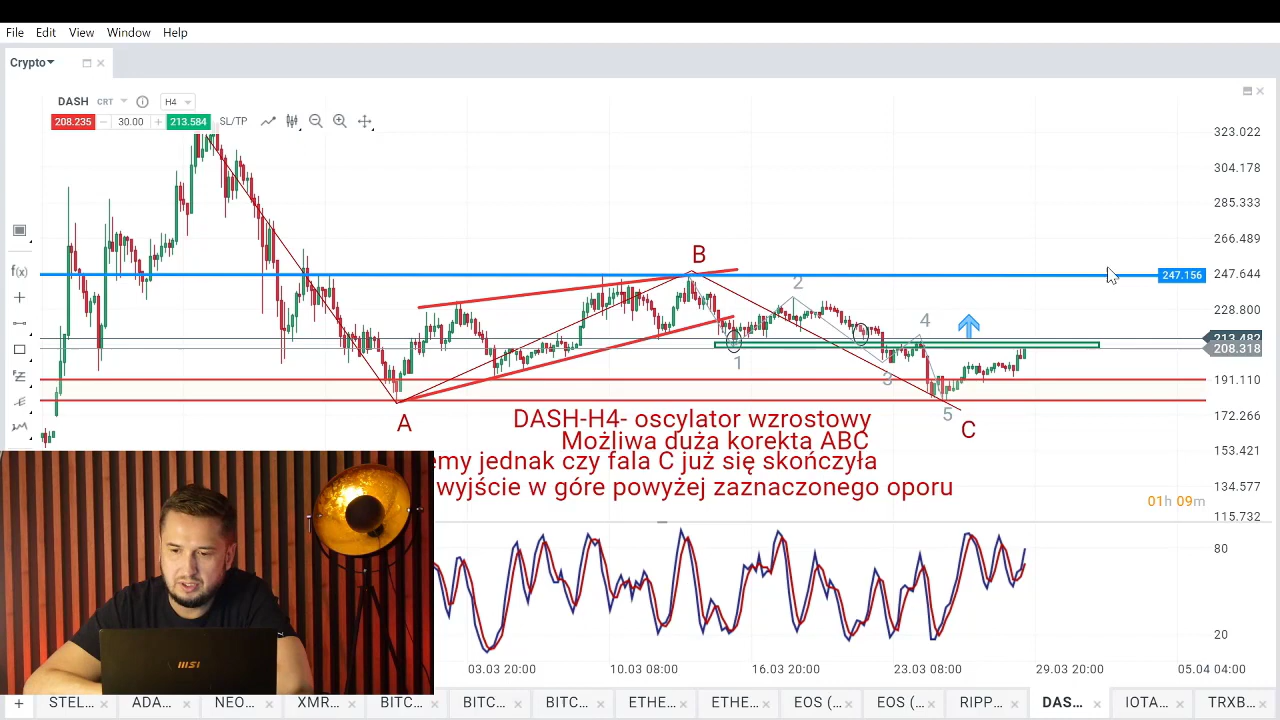 File Edit View Window Help
Crypto
DASH CRT H4
208.235 30.00 213.584 SL/TP
323.022
304.178
285.333
266.489
B
247.644
247.156
2
228.800
4
213.482
208.318
1
3
191.110
5
172.266
A
C
DASH-H4- oscylator wzrostowy
Możliwa duża korekta ABC
153.421
emy jednak czy fala C już się skończyła
wyjście w góre powyżej zaznaczonego oporu
134.577
01h 09m
115.732
80
20
msi
03.03 20:00 10.03 08:00 16.03 20:00 23.03 08:00 29.03 20:00 05.04 04:00
STEL... ADA... NEO... XMR... BITC... BITC... BITC... ETHE... ETHE... EOS (... EOS (... RIPP... DAS... IOTA... TRXB